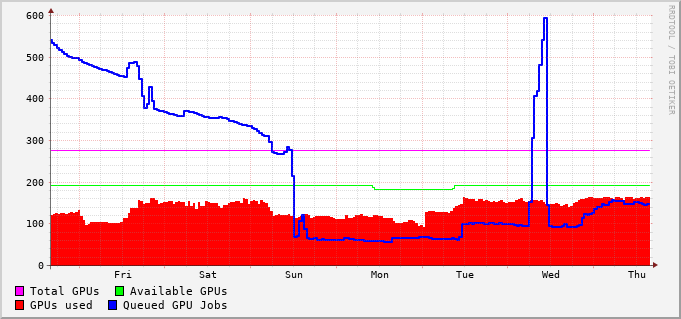 600
500
400
300
200
100
0
Fri Sat Sun Mon Tue Wed Thu
Total GPUs Available GPUs
GPUs used Queued GPU Jobs
RRDTOOL / TOBI OETIKER